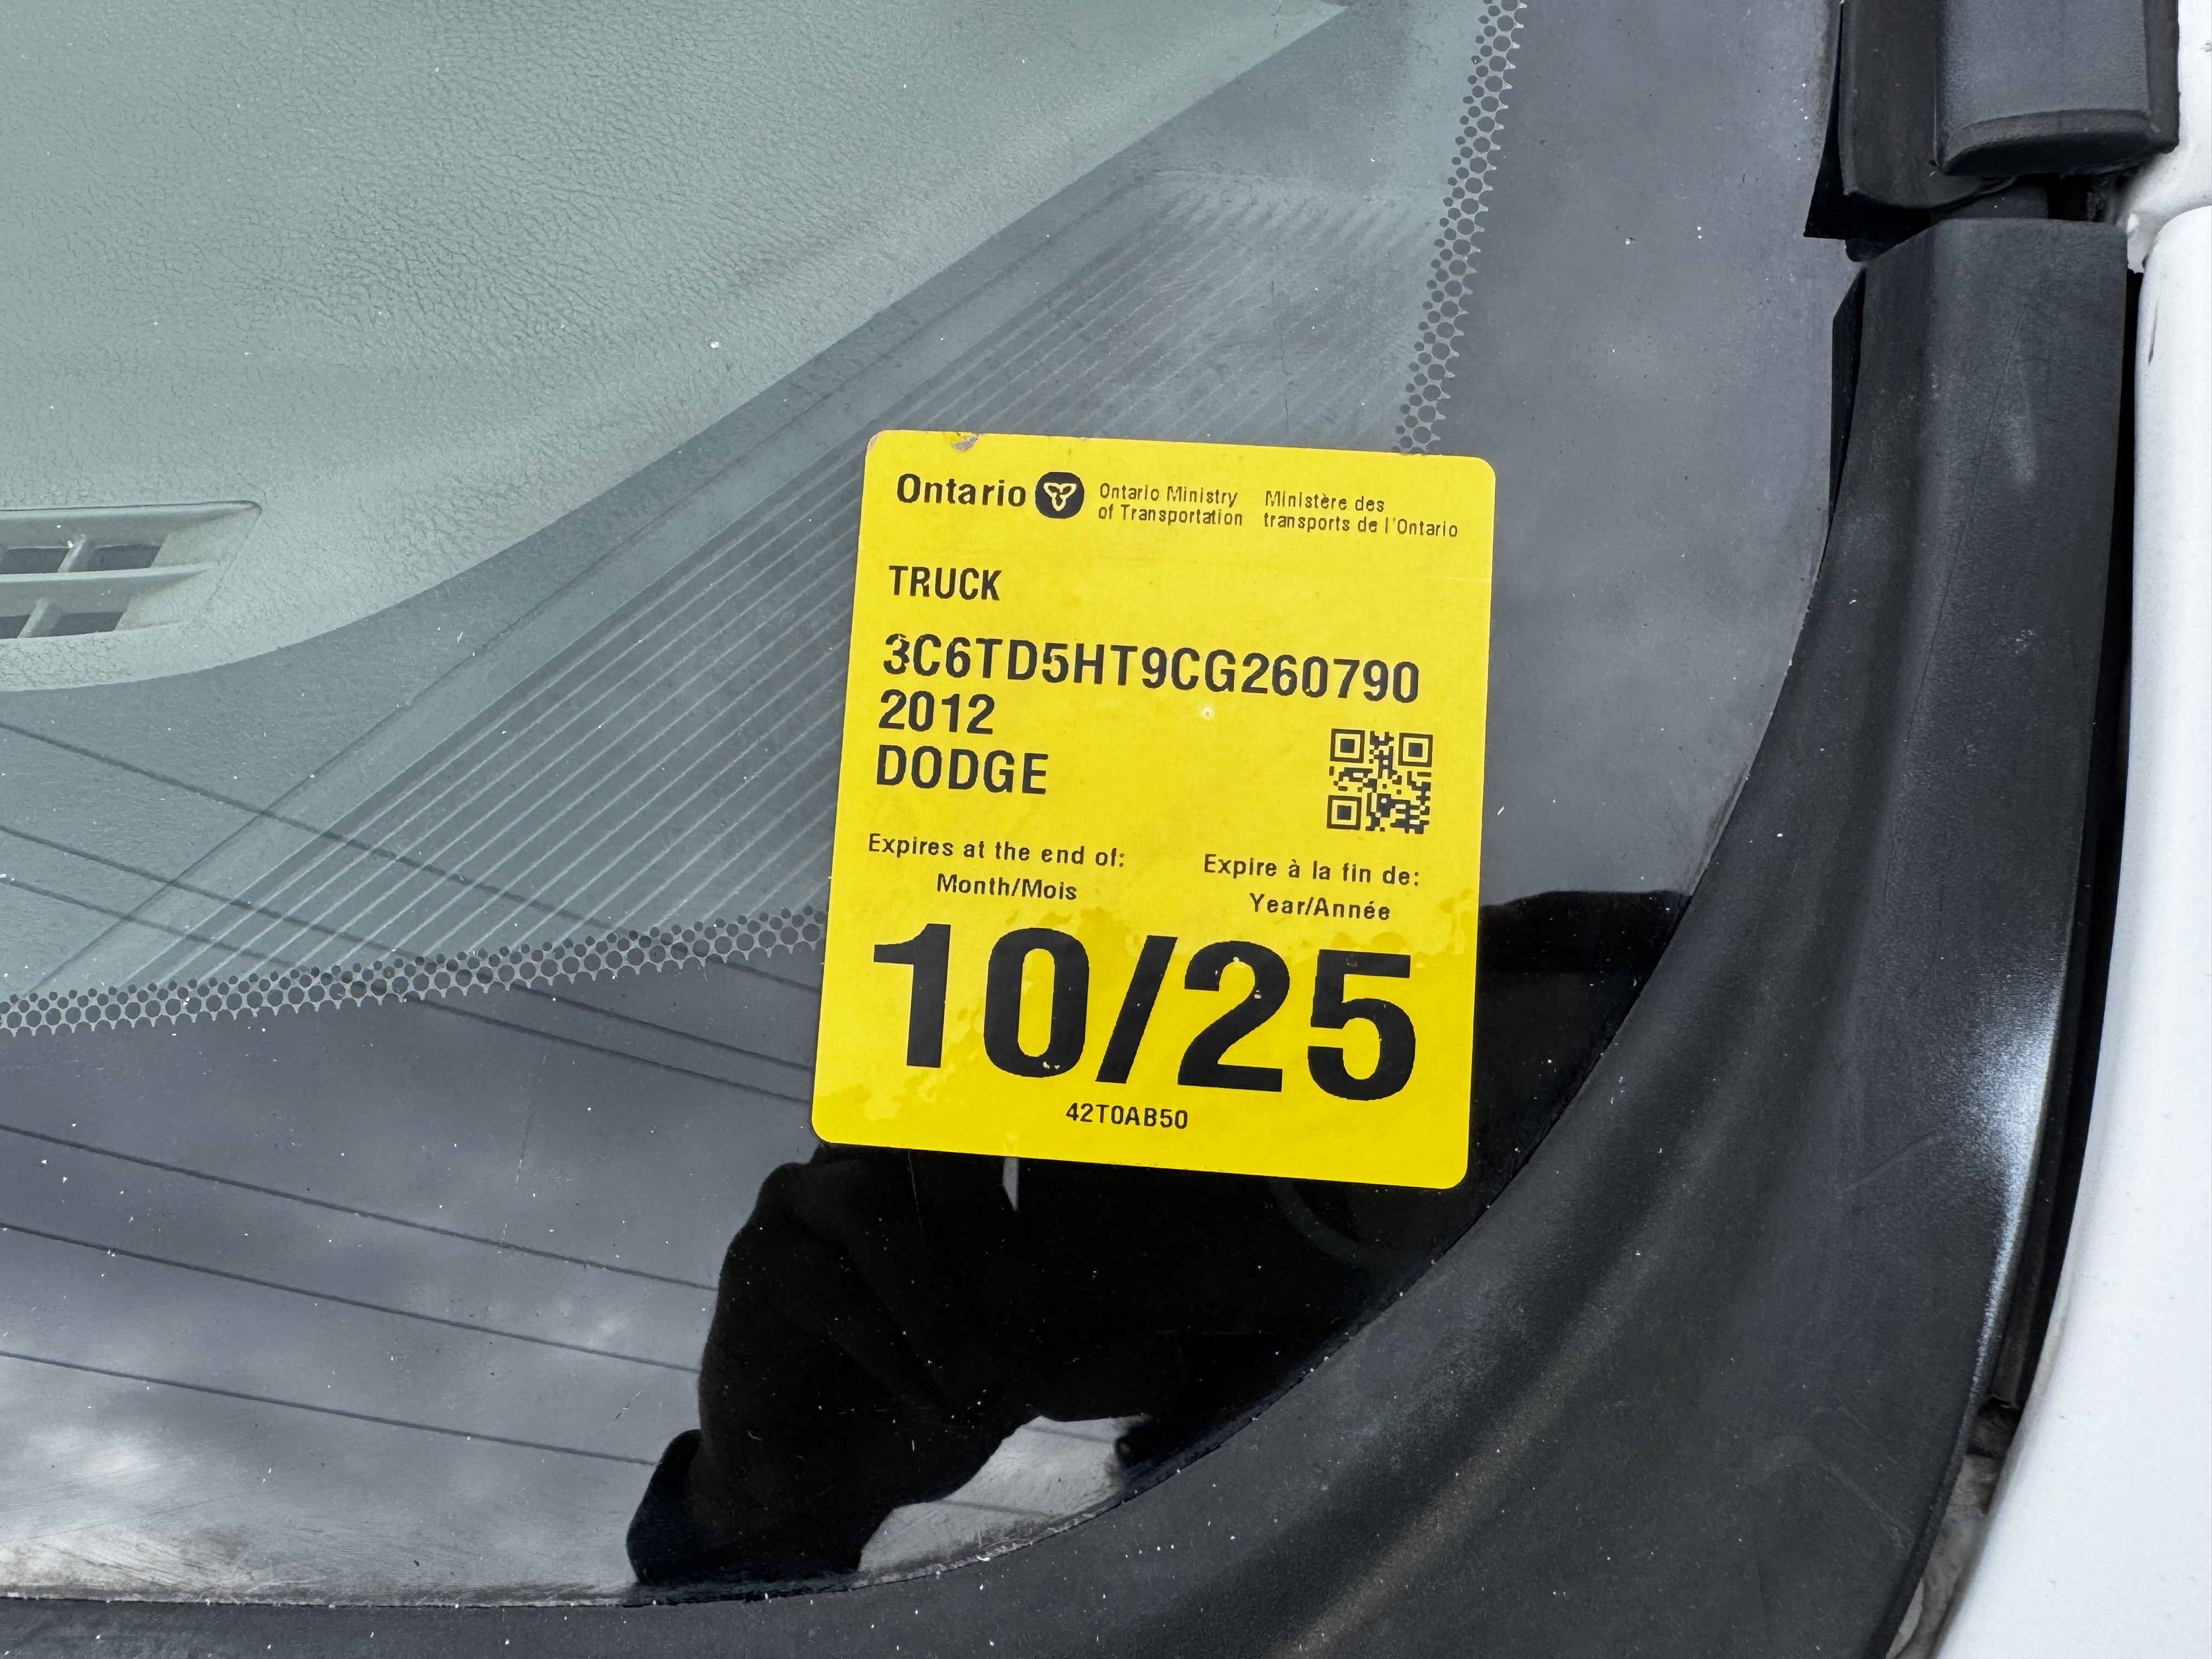 Ontario
Ontario Ministry
of Transportation
Ministère des
transports de l'Ontario
TRUCK
3C6TD5HT9CG260790
2012
DODGE
Expires at the end of:
Month/Mois
Expire à la fin de:
Year/Année
10/25
42T0AB50